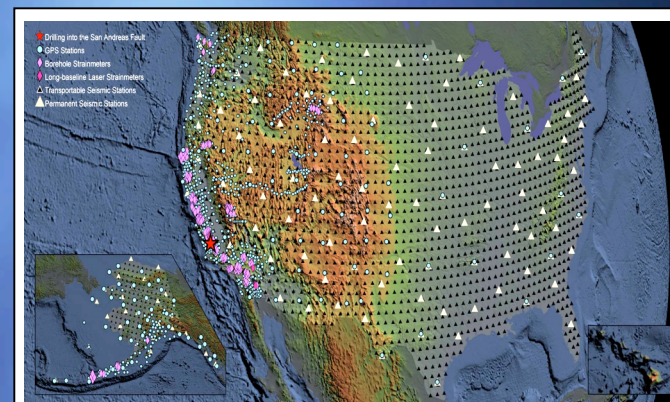 Drilling into the San Andreas Fault
GPS Stations
Borehole Strainmeters
Long-baseline Laser Strainmeters
Transportable Seismic Stations
Permanent Seismic Stations